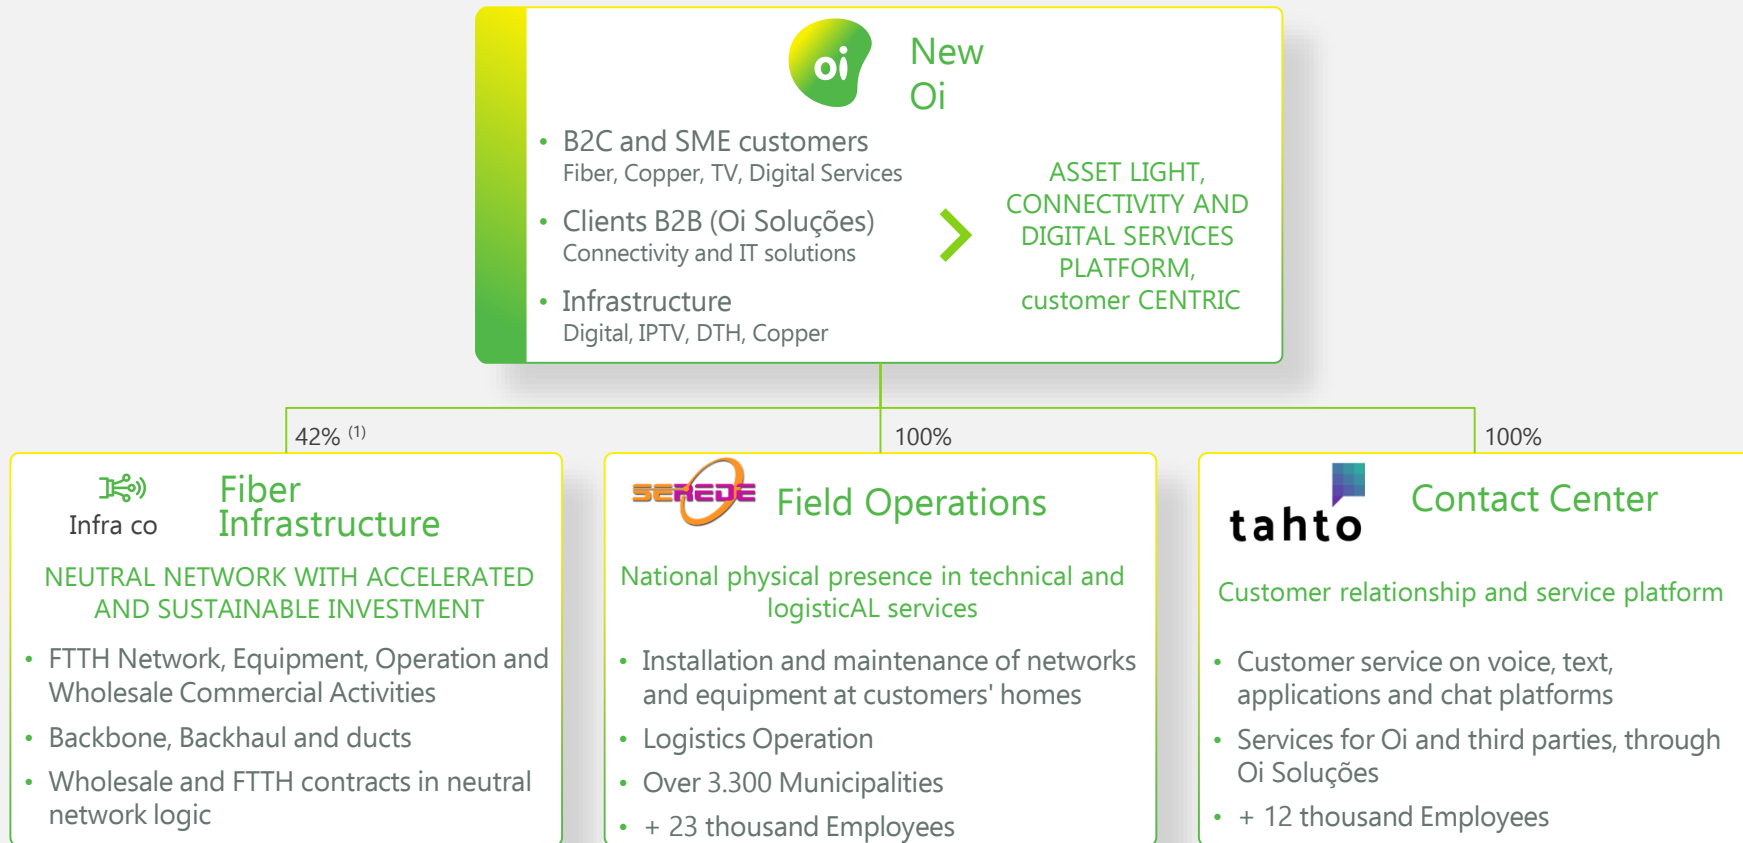 oi
New
Oi
• B2C and SME customers
Fiber, Copper, TV, Digital Services
• Clients B2B (Oi Soluções)
Connectivity and IT solutions
• Infrastructure
Digital, IPTV, DTH, Copper
ASSET LIGHT,
CONNECTIVITY AND
DIGITAL SERVICES
PLATFORM,
customer CENTRIC
42% (1)
100%
100%
Infra co
Fiber
Infrastructure
NEUTRAL NETWORK WITH ACCELERATED
AND SUSTAINABLE INVESTMENT
• FTTH Network, Equipment, Operation and
Wholesale Commercial Activities
• Backbone, Backhaul and ducts
• Wholesale and FTTH contracts in neutral
network logic
SEREDE
Field Operations
National physical presence in technical and
logisticAL services
• Installation and maintenance of networks
and equipment at customers' homes
• Logistics Operation
• Over 3.300 Municipalities
• + 23 thousand Employees
tahto
Contact Center
Customer relationship and service platform
• Customer service on voice, text,
applications and chat platforms
• Services for Oi and third parties, through
Oi Soluções
• + 12 thousand Employees